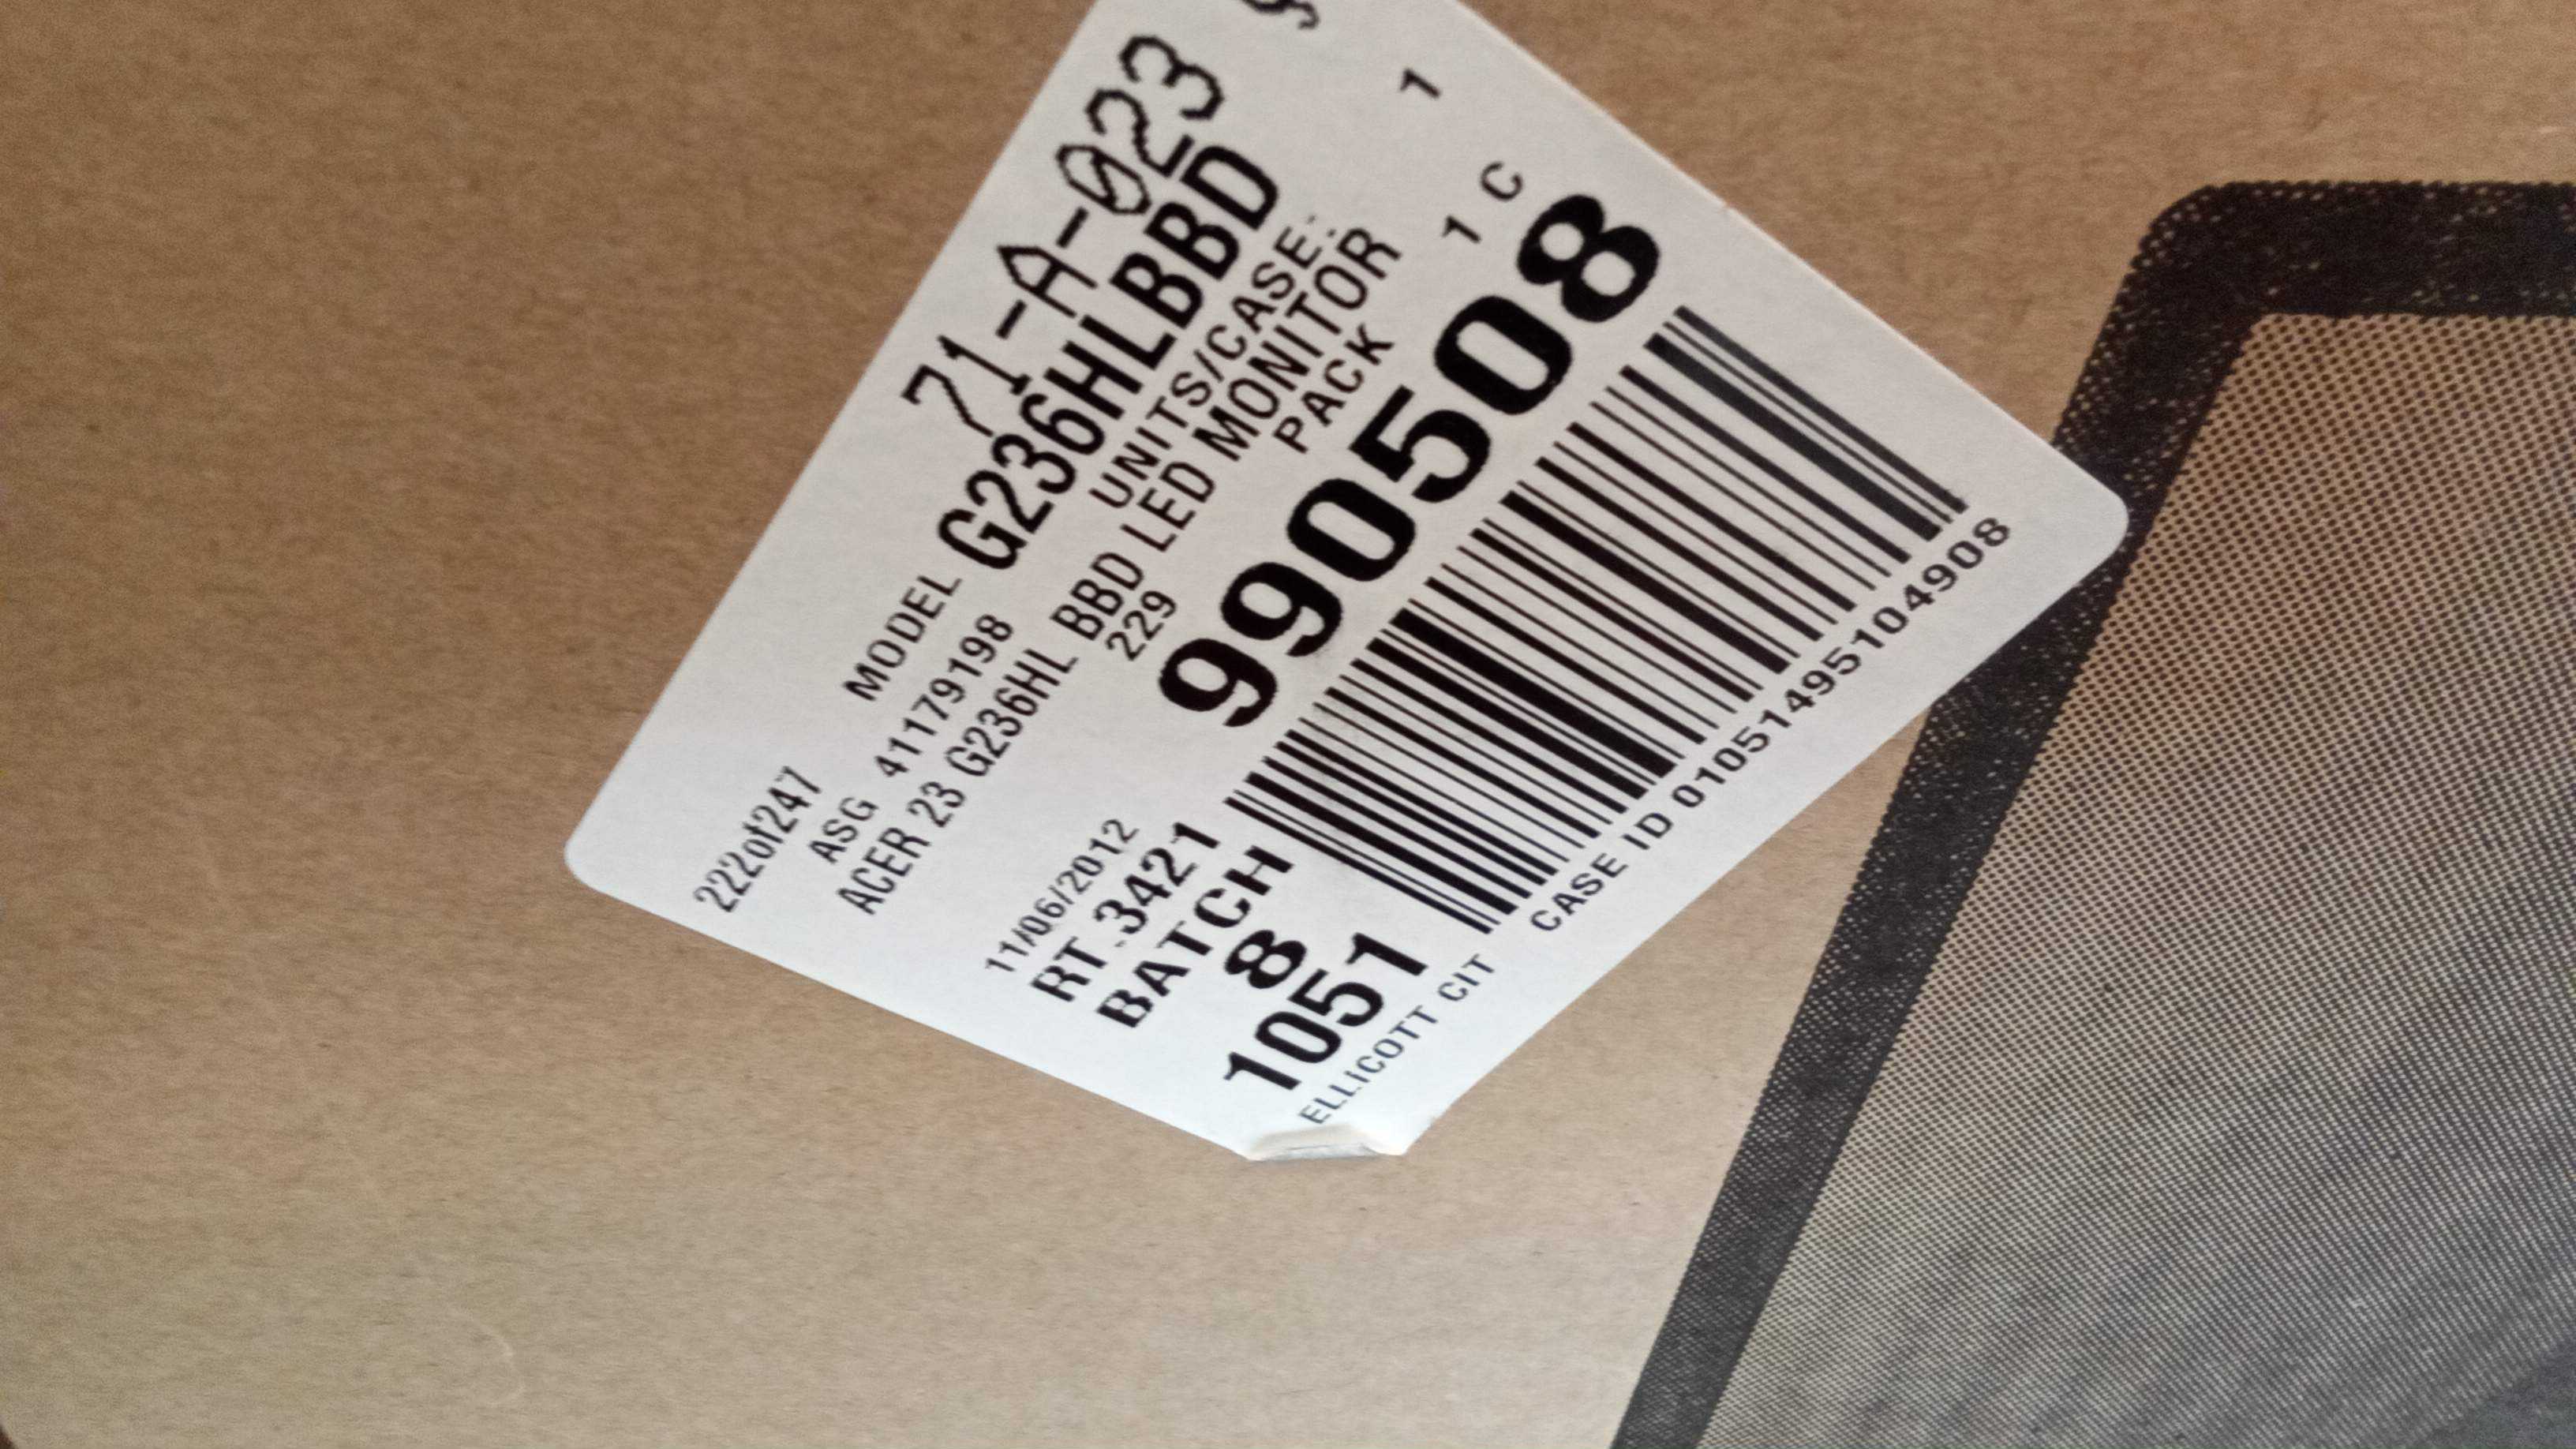 71-A-023
222of247 MODEL G236HLBBD
ASG 41179198 UNITS/CASE: 1
ACER 23 G236HL BBD LED MONITOR
229 PACK 1 C
11/06/2012
RT 3421 990508
BATCH
8
1051
ELLICOTT CIT CASE ID 01051495104908